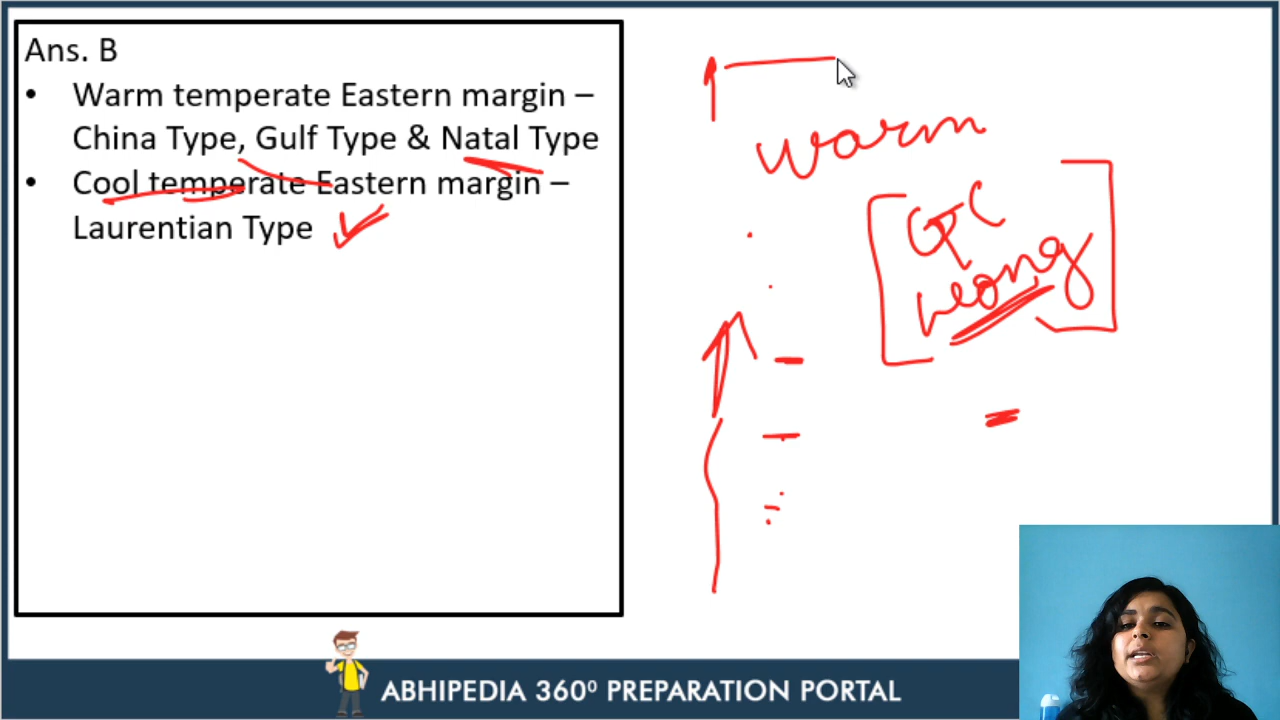 Ans. B
• Warm temperate Eastern margin –
China Type, Gulf Type & Natal Type
• Cool temperate Eastern margin –
Laurentian Type
warm
wrong
ABHIPEDIA 360⁰ PREPARATION PORTAL